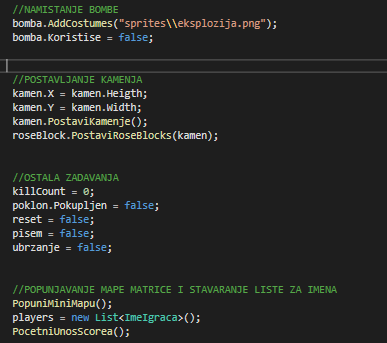 //NAMISTANJE BOMBE
bomba.AddCostumes("sprites\\eksplozija.png");
bomba.Koristise = false;
//POSTAVLJANJE KAMENJA
kamen.X = kamen.Heigth;
kamen.Y = kamen.Width;
kamen.PostaviKamenje();
roseBlock.PostaviRoseBlocks(kamen);
//OSTALA ZADAVANJA
killCount = 0;
poklon.Pokupljen = false;
reset = false;
pisem = false;
ubrzanje = false;
//POPUNJAVANJE MAPE MATRICE I STAVARANJE LISTE ZA IMENA
PopuniMiniMapu();
players = new List<ImeIgraca>();
PocetniUnosScorea();